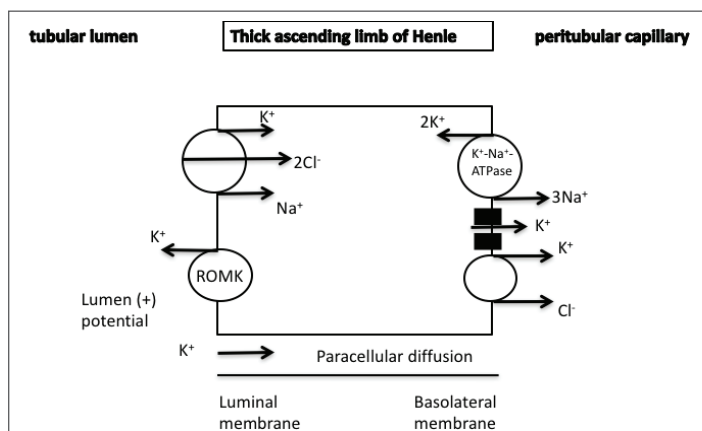 tubular lumen
Thick ascending limb of Henle
peritubular capillary
K⁺
2Cl⁻
Na⁺
K⁺
ROMK
Lumen (+)
potential
K⁺
2K⁺
K⁺-Na⁺-
ATPase
3Na⁺
K⁺
K⁺
Cl⁻
Paracellular diffusion
Luminal
membrane
Basolateral
membrane